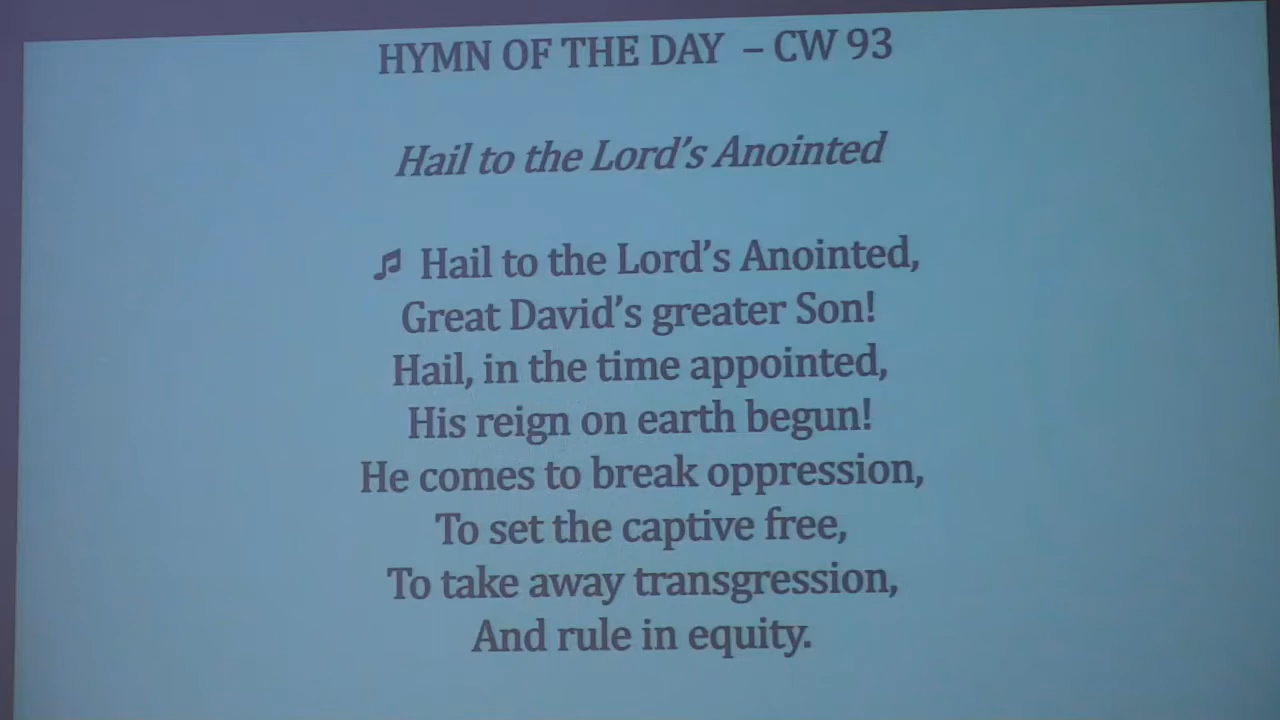 HYMN OF THE DAY – CW 93
Hail to the Lord's Anointed
♫ Hail to the Lord's Anointed,
Great David's greater Son!
Hail, in the time appointed,
His reign on earth begun!
He comes to break oppression,
To set the captive free,
To take away transgression,
And rule in equity.